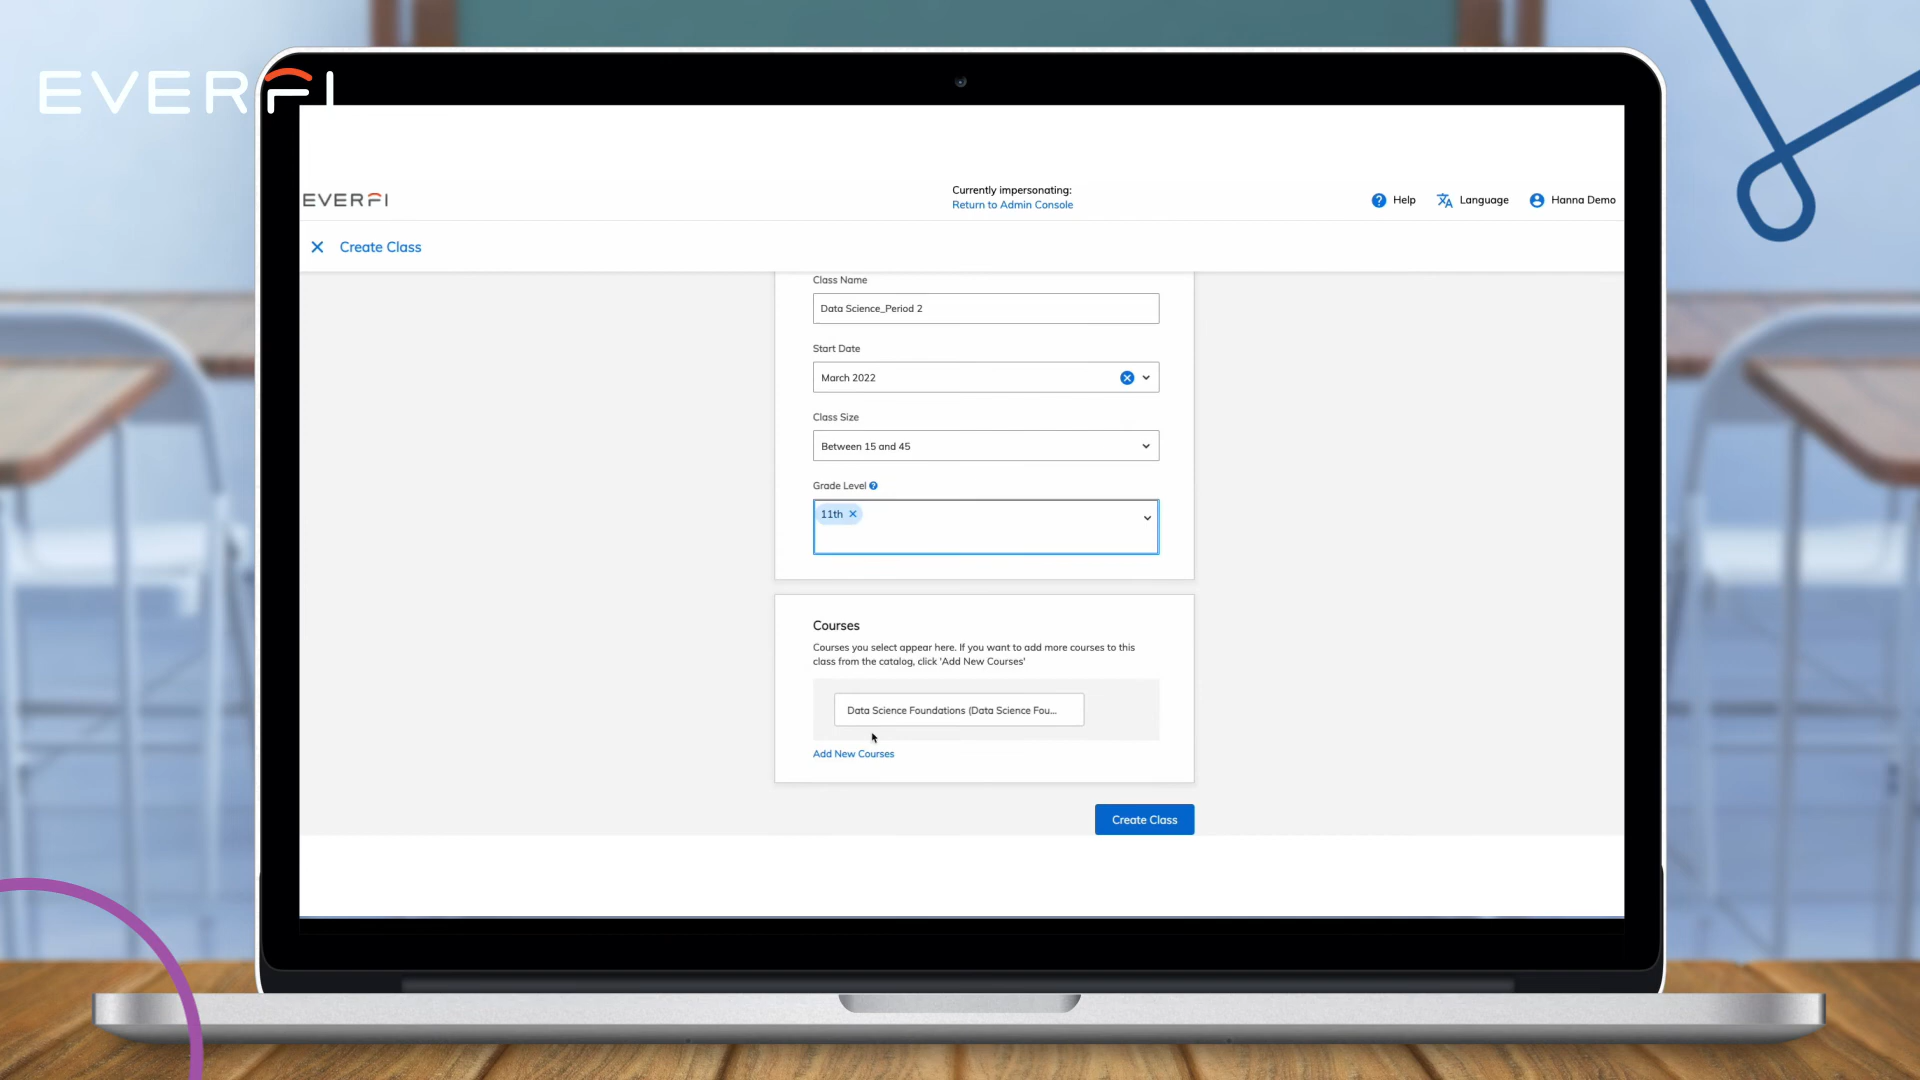 EVERFI
EVERFI
Currently impersonating:
Return to Admin Console
Help
Language
Hanna Demo
Create Class
Class Name
Data Science_Period 2
Start Date
March 2022
Class Size
Between 15 and 45
Grade Level
11th
Courses
Courses you select appear here. If you want to add more courses to this
class from the catalog, click 'Add New Courses'
Data Science Foundations (Data Science Fou...
Add New Courses
Create Class